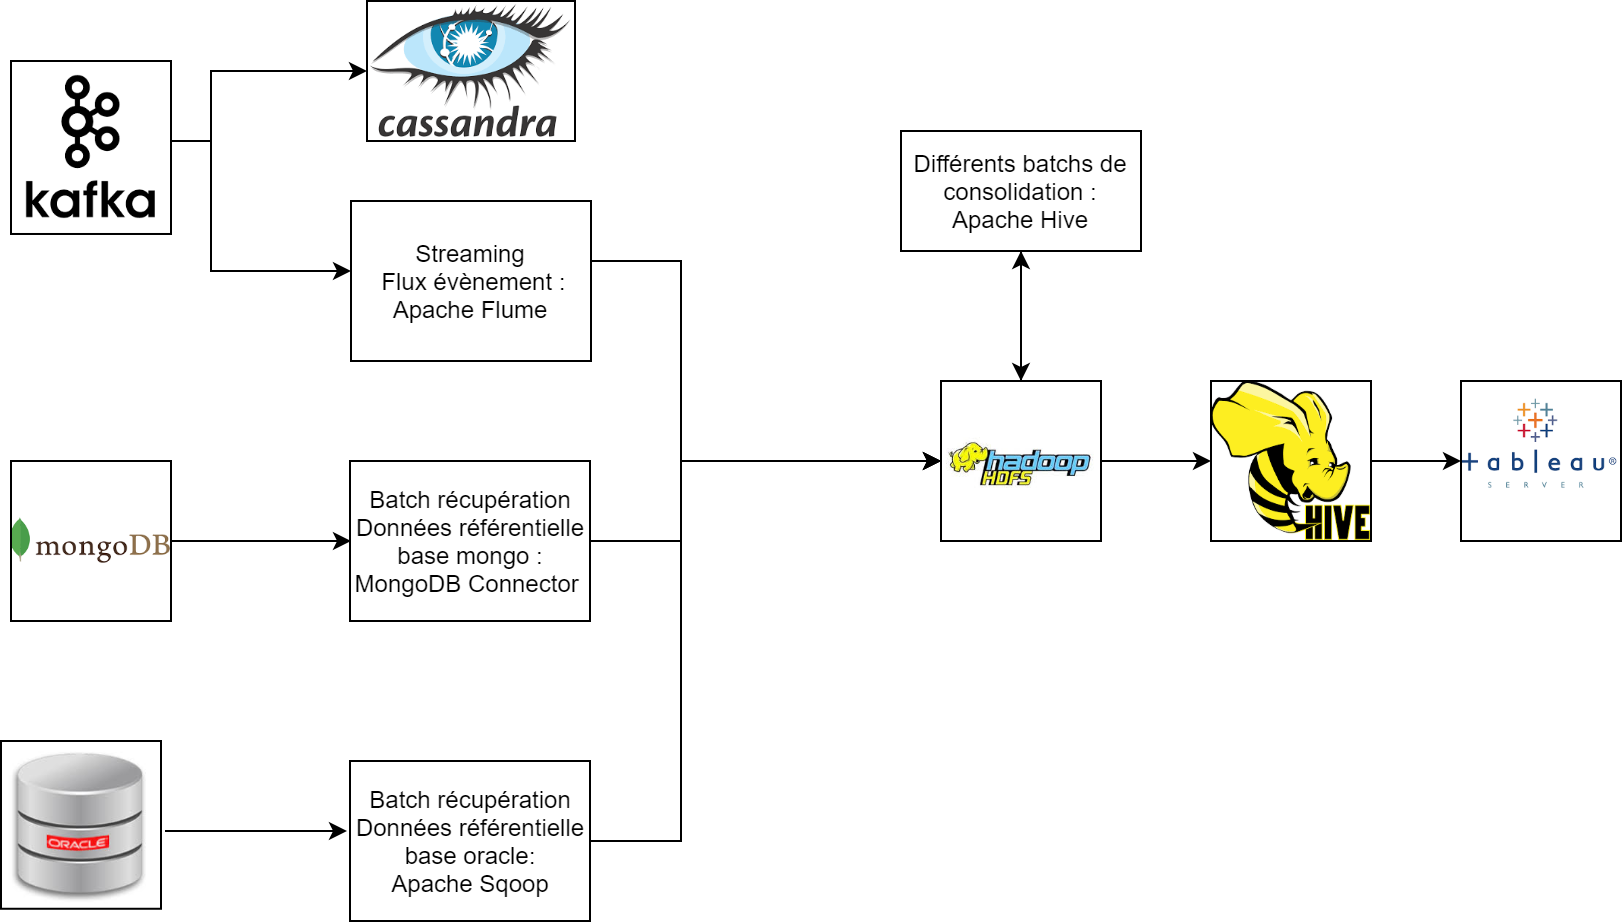 kafka
cassandra
Streaming
Flux évènement :
Apache Flume
mongoDB
Batch récupération
Données référentielle
base mongo :
MongoDB Connector
ORACLE
Batch récupération
Données référentielle
base oracle:
Apache Sqoop
Différents batchs de
consolidation :
Apache Hive
hadoop
HDFS
HIVE
+ableau®
SERVER